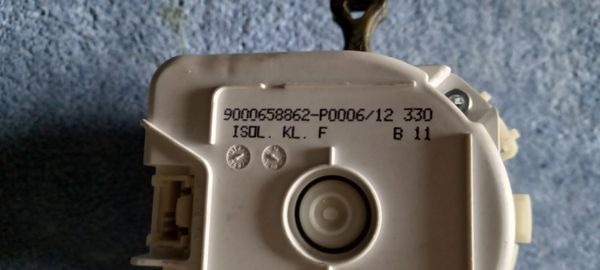 9000658862-P0006/12 330
ISOL. KL. F B 11